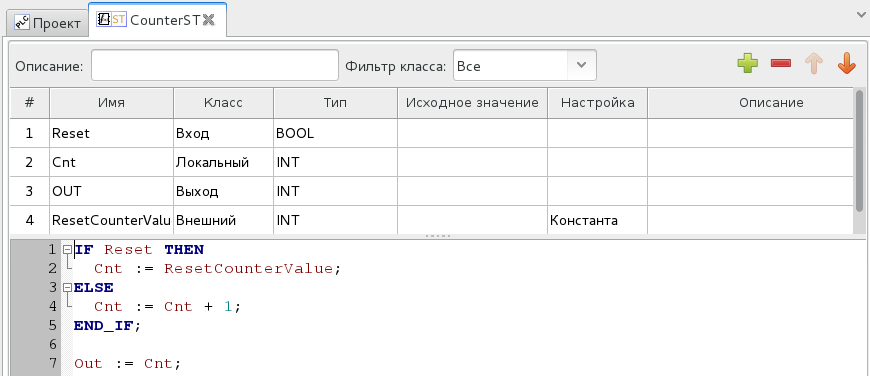 Проект
ST CounterST
Описание: Фильтр класса: Все
# Имя Класс Тип Исходное значение Настройка Описание
1 Reset Вход BOOL
2 Cnt Локальный INT
3 OUT Выход INT
4 ResetCounterValu Внешний INT Константа
1 IF Reset THEN
2 Cnt := ResetCounterValue;
3 ELSE
4 Cnt := Cnt + 1;
5 END_IF;
6
7 Out := Cnt;